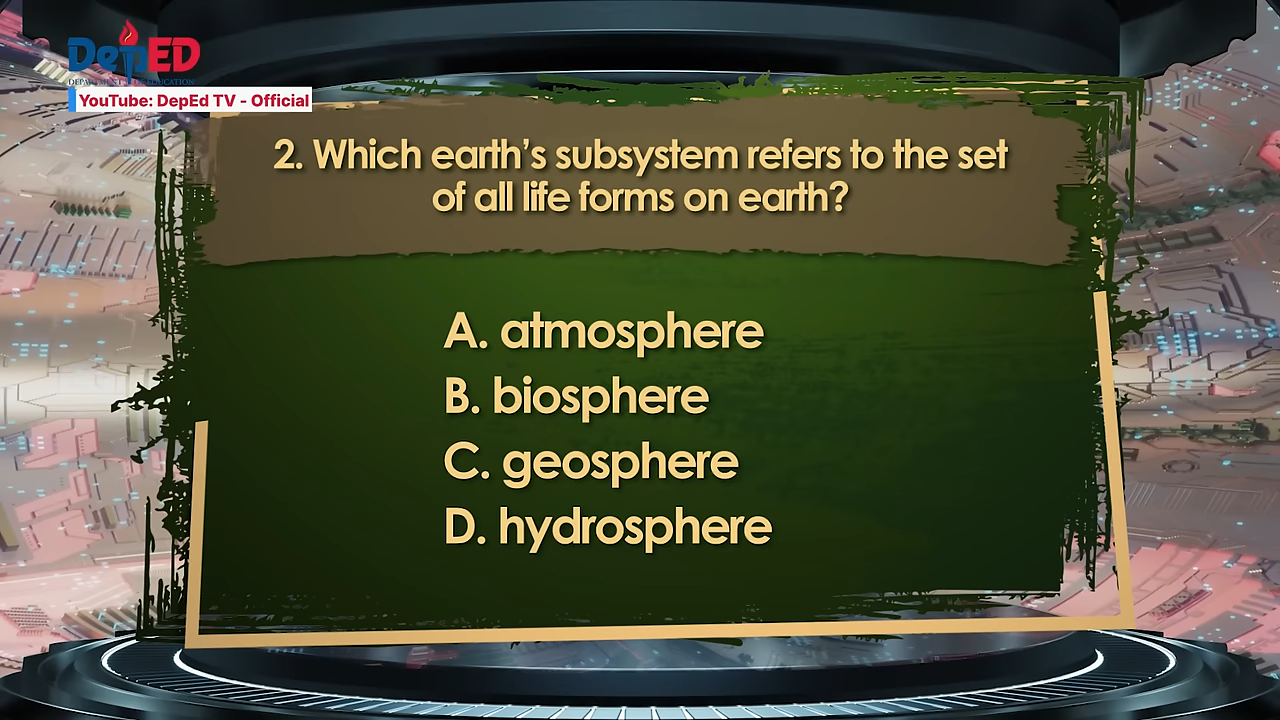 DepED
DEPARTMENT OF EDUCATION
YouTube: DepEd TV - Official
2. Which earth’s subsystem refers to the set
of all life forms on earth?
A. atmosphere
B. biosphere
C. geosphere
D. hydrosphere